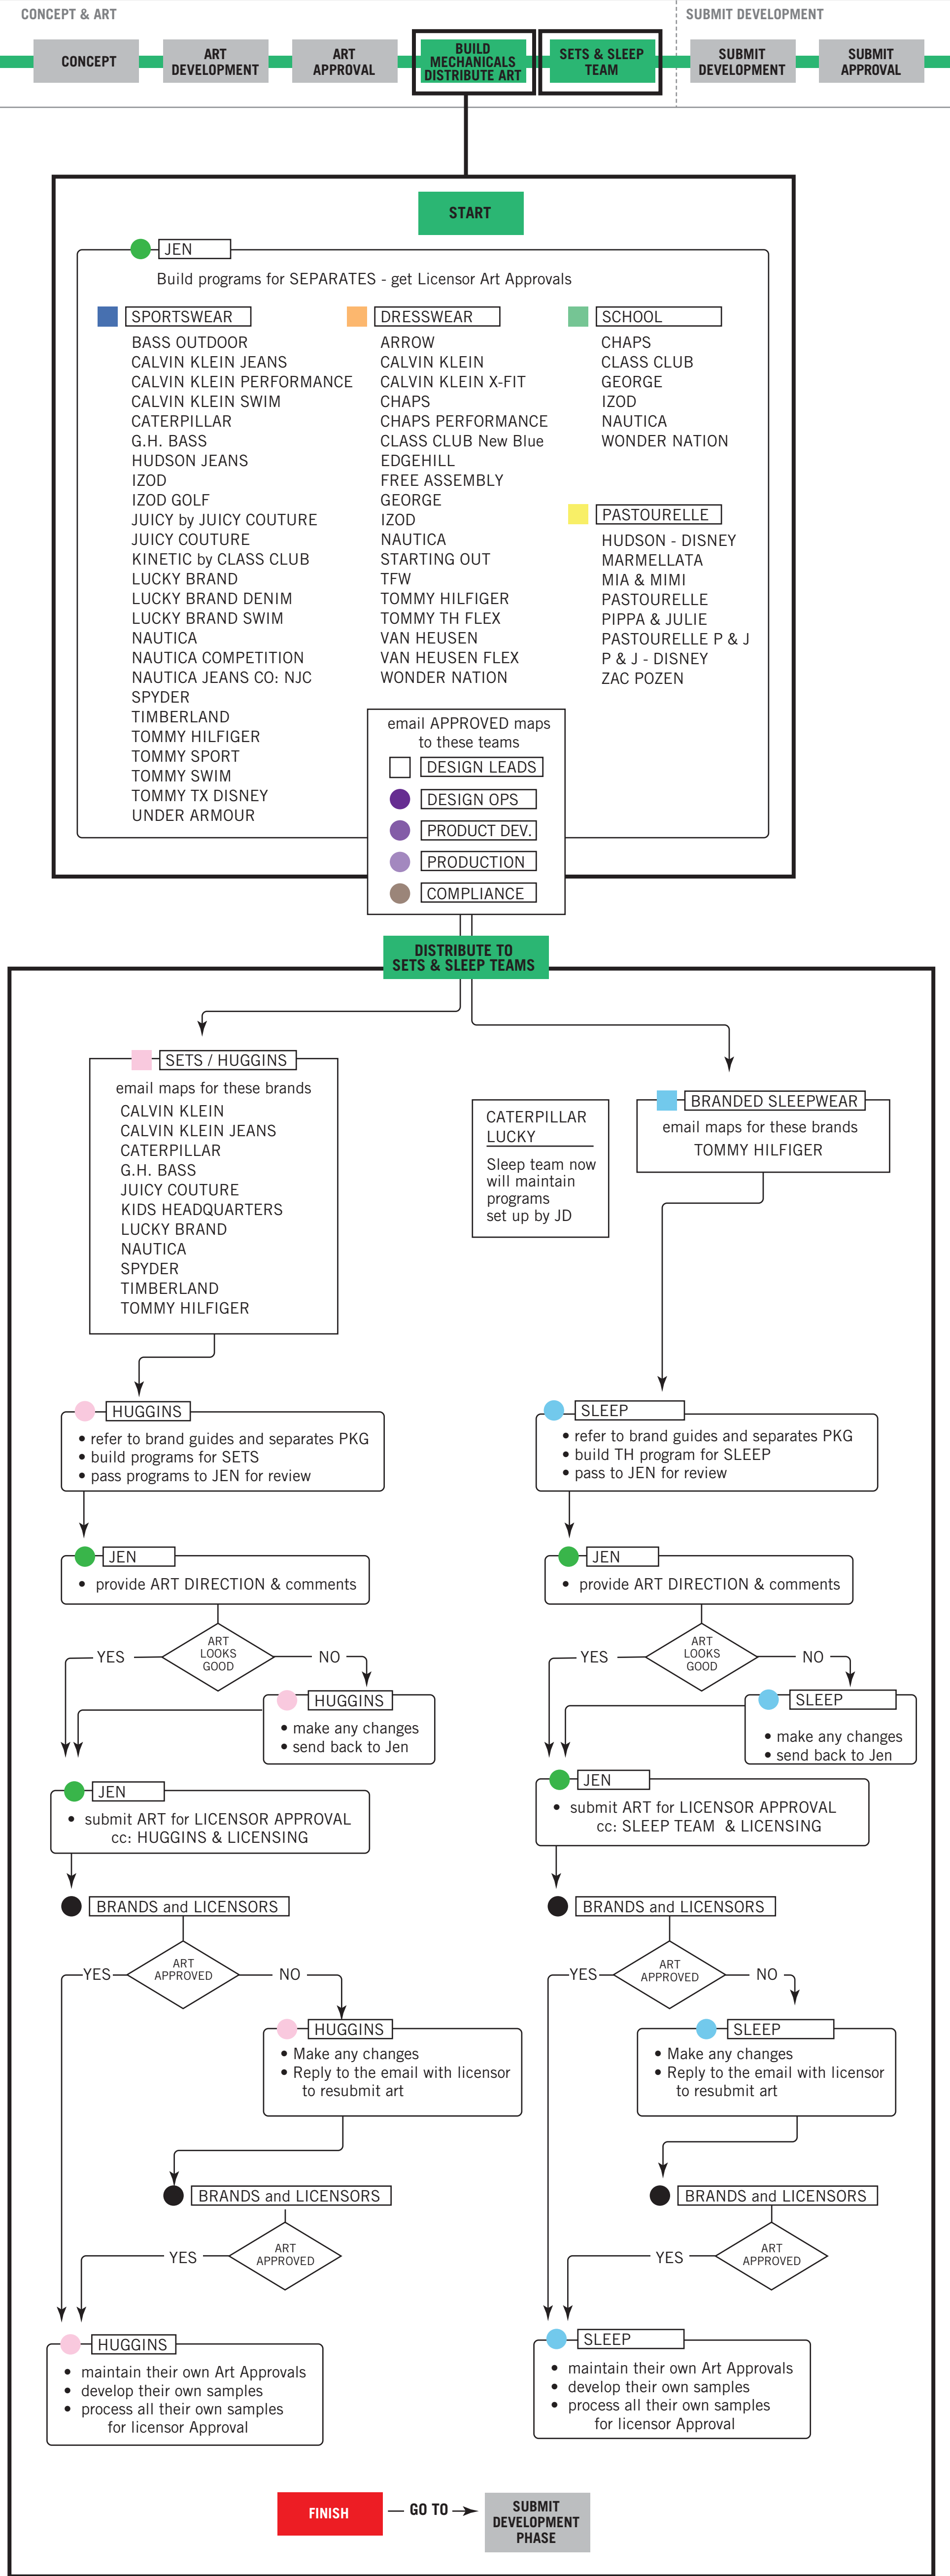 CONCEPT & ART
SUBMIT DEVELOPMENT
CONCEPT
ART
DEVELOPMENT
ART
APPROVAL
BUILD
MECHANICALS
DISTRIBUTE ART
SETS & SLEEP
TEAM
SUBMIT
DEVELOPMENT
SUBMIT
APPROVAL
START
JEN
Build programs for SEPARATES - get Licensor Art Approvals
SPORTSWEAR
BASS OUTDOOR
CALVIN KLEIN JEANS
CALVIN KLEIN PERFORMANCE
CALVIN KLEIN SWIM
CATERPILLAR
G.H. BASS
HUDSON JEANS
IZOD
IZOD GOLF
JUICY by JUICY COUTURE
JUICY COUTURE
KINETIC by CLASS CLUB
LUCKY BRAND
LUCKY BRAND DENIM
LUCKY BRAND SWIM
NAUTICA
NAUTICA COMPETITION
NAUTICA JEANS CO: NJC
SPYDER
TIMBERLAND
TOMMY HILFIGER
TOMMY SPORT
TOMMY SWIM
TOMMY TX DISNEY
UNDER ARMOUR
DRESSWEAR
ARROW
CALVIN KLEIN
CALVIN KLEIN X-FIT
CHAPS
CHAPS PERFORMANCE
CLASS CLUB New Blue
EDGEHILL
FREE ASSEMBLY
GEORGE
IZOD
NAUTICA
STARTING OUT
TFW
TOMMY HILFIGER
TOMMY TH FLEX
VAN HEUSEN
VAN HEUSEN FLEX
WONDER NATION
SCHOOL
CHAPS
CLASS CLUB
GEORGE
IZOD
NAUTICA
WONDER NATION
PASTOURELLE
HUDSON - DISNEY
MARMELLATA
MIA & MIMI
PASTOURELLE
PIPPA & JULIE
PASTOURELLE P & J
P & J - DISNEY
ZAC POZEN
email APPROVED maps
to these teams
DESIGN LEADS
DESIGN OPS
PRODUCT DEV.
PRODUCTION
COMPLIANCE
DISTRIBUTE TO
SETS & SLEEP TEAMS
SETS / HUGGINS
email maps for these brands
CALVIN KLEIN
CALVIN KLEIN JEANS
CATERPILLAR
G.H. BASS
JUICY COUTURE
KIDS HEADQUARTERS
LUCKY BRAND
NAUTICA
SPYDER
TIMBERLAND
TOMMY HILFIGER
CATERPILLAR
LUCKY
Sleep team now
will maintain
programs
set up by JD
BRANDED SLEEPWEAR
email maps for these brands
TOMMY HILFIGER
HUGGINS
• refer to brand guides and separates PKG
• build programs for SETS
• pass programs to JEN for review
JEN
• provide ART DIRECTION & comments
ART
LOOKS
GOOD
YES
NO
HUGGINS
• make any changes
• send back to Jen
JEN
• submit ART for LICENSOR APPROVAL
cc: HUGGINS & LICENSING
BRANDS and LICENSORS
ART
APPROVED
YES
NO
HUGGINS
• Make any changes
• Reply to the email with licensor
to resubmit art
BRANDS and LICENSORS
ART
APPROVED
YES
HUGGINS
• maintain their own Art Approvals
• develop their own samples
• process all their own samples
for licensor Approval
SLEEP
• refer to brand guides and separates PKG
• build TH program for SLEEP
• pass to JEN for review
JEN
• provide ART DIRECTION & comments
ART
LOOKS
GOOD
YES
NO
SLEEP
• make any changes
• send back to Jen
JEN
• submit ART for LICENSOR APPROVAL
cc: SLEEP TEAM & LICENSING
BRANDS and LICENSORS
ART
APPROVED
YES
NO
SLEEP
• Make any changes
• Reply to the email with licensor
to resubmit art
BRANDS and LICENSORS
ART
APPROVED
YES
SLEEP
• maintain their own Art Approvals
• develop their own samples
• process all their own samples
for licensor Approval
FINISH
GO TO
SUBMIT
DEVELOPMENT
PHASE